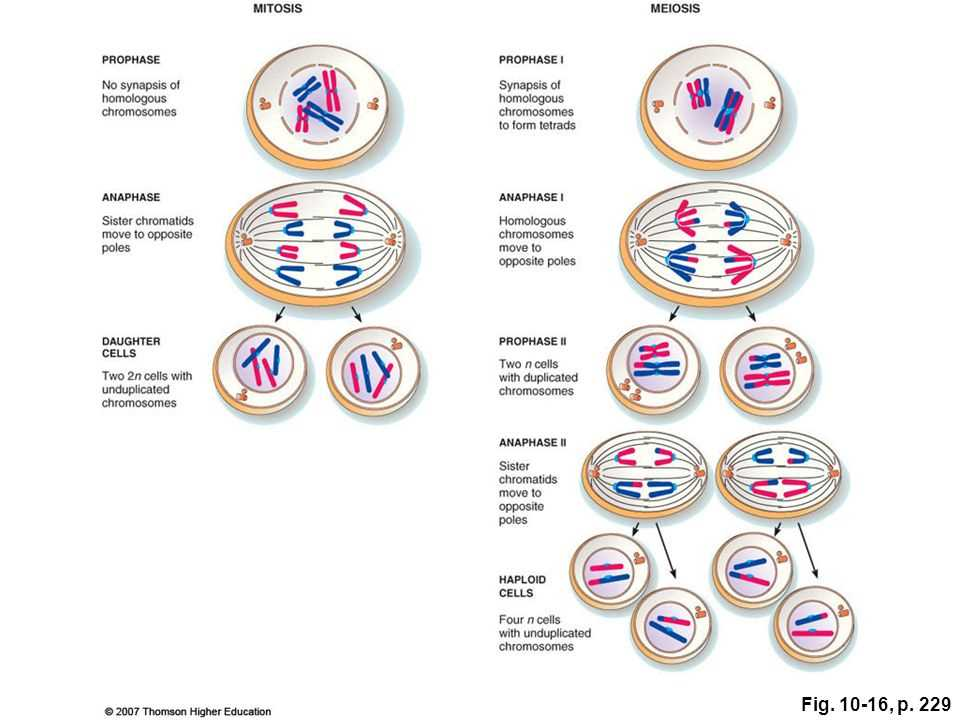 MITOSIS
PROPHASE
No synapsis of
homologous
chromosomes
ANAPHASE
Sister chromatids
move to opposite
poles
DAUGHTER
CELLS
Two 2n cells with
unduplicated
chromosomes
MEIOSIS
PROPHASE I
Synapsis of
homologous
chromosomes
to form tetrads
ANAPHASE I
Homologous
chromosomes
move to
opposite poles
PROPHASE II
Two n cells
with duplicated
chromosomes
ANAPHASE II
Sister
chromatids
move to
opposite
poles
HAPLOID
CELLS
Four n cells
with unduplicated
chromosomes
© 2007 Thomson Higher Education
Fig. 10-16, p. 229